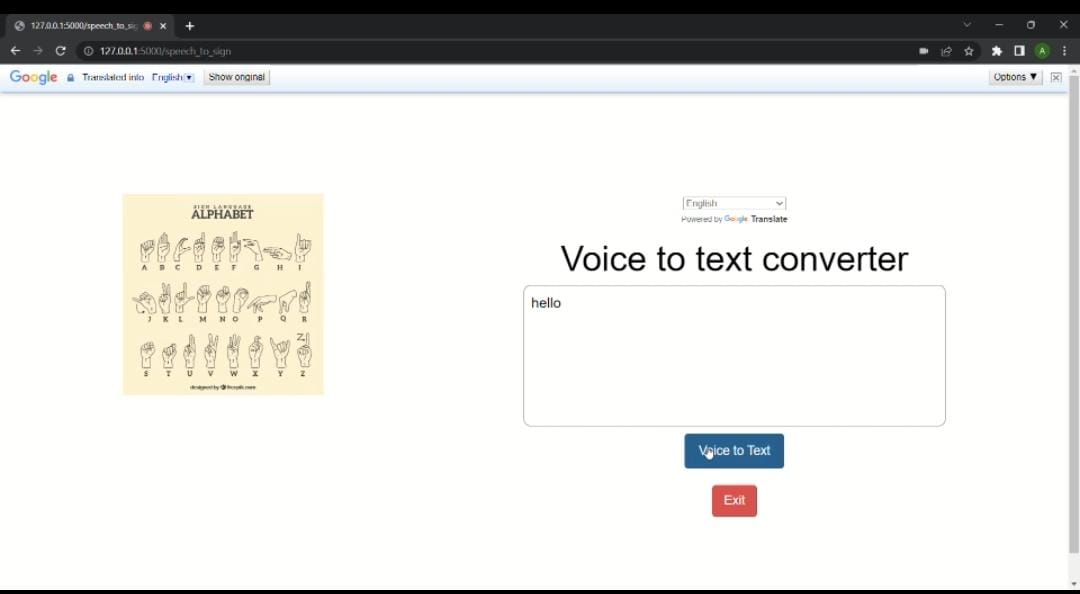 127.0.0.1:5000/speech_to_sig
127.0.0.1:5000/speech_to_sign
A
Google Translated into English Show original Options
SIGN LANGUAGE
ALPHABET
A B C D E F G H I
J K L M N O P Q R
S T U V W X Y Z
Z
designed by freepik.com
English
Powered by Google Translate
Voice to text converter
hello
Voice to Text
Exit